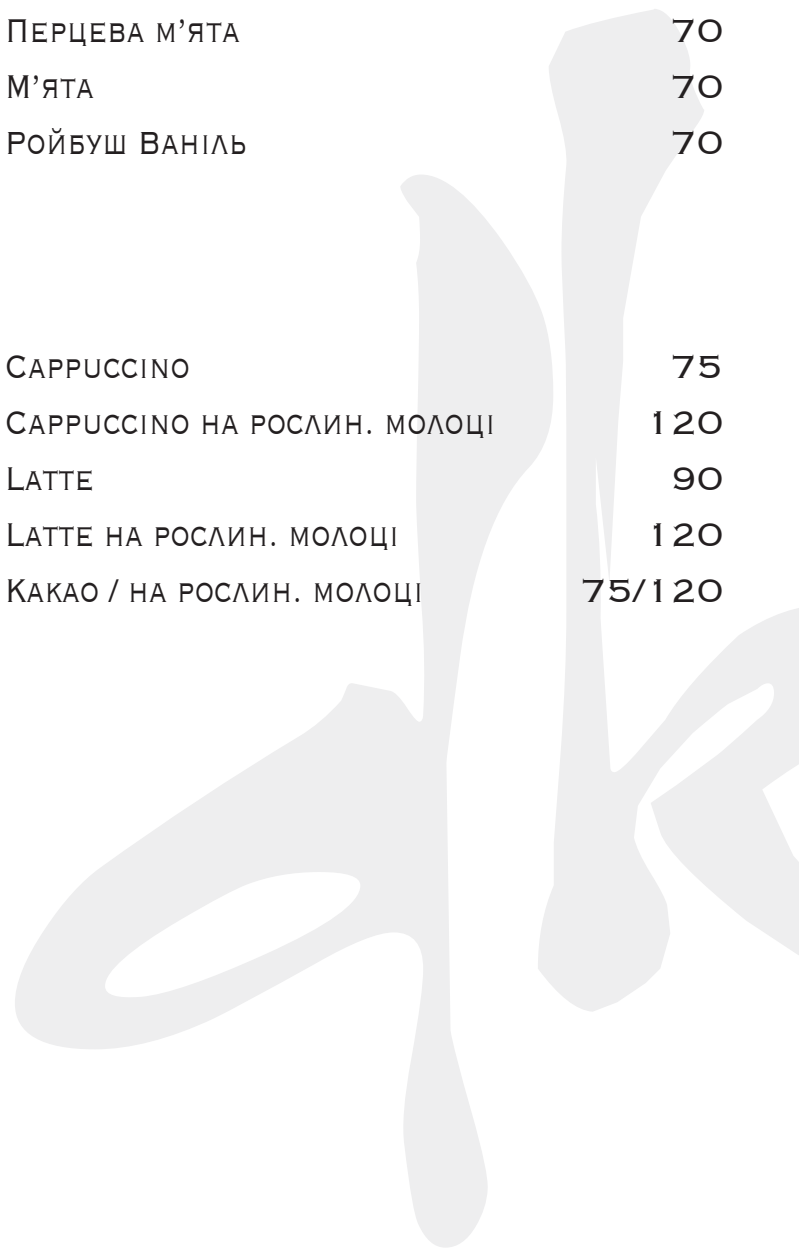 Перцева м’ята 70
М’ята 70
Ройбуш Ваніль 70
Cappuccino 75
Cappuccino на рослин. молоці 120
Latte 90
Latte на рослин. молоці 120
Какао / на рослин. молоці 75/120